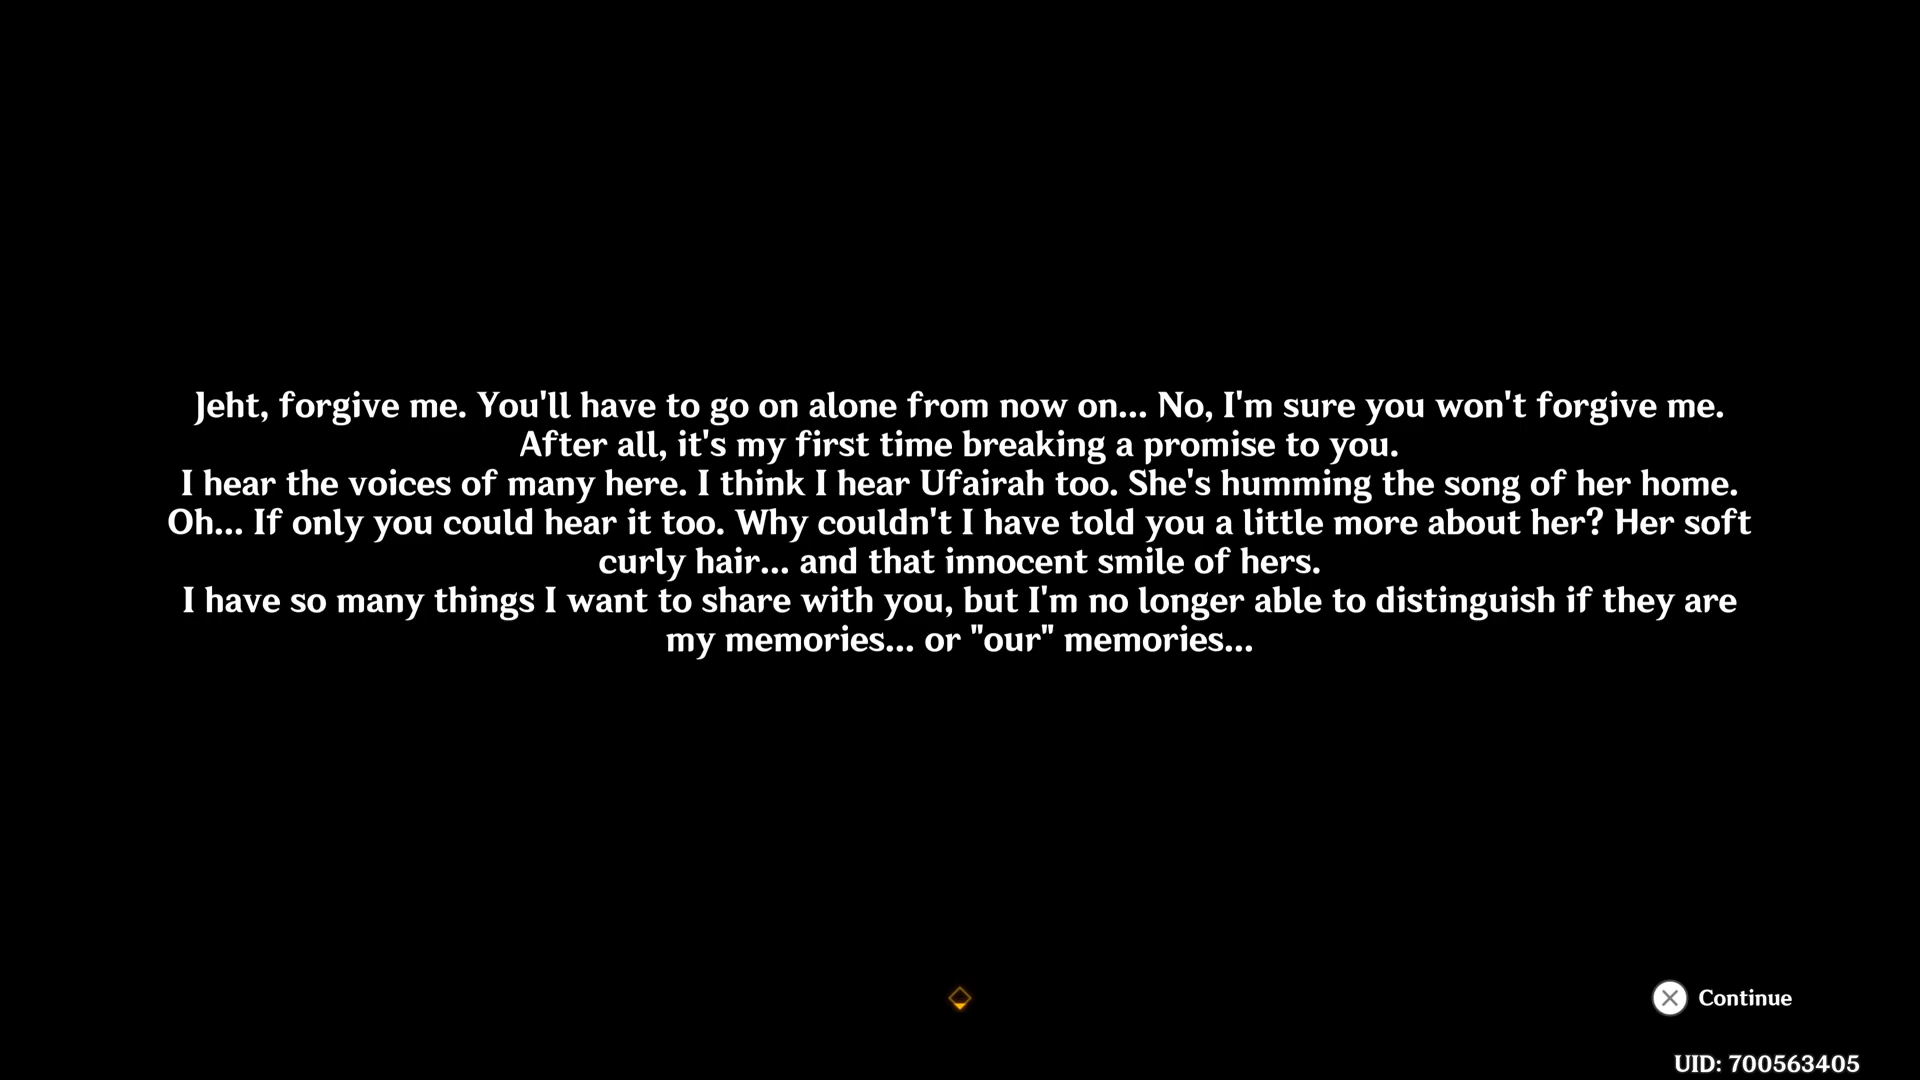 Jeht, forgive me. You'll have to go on alone from now on... No, I'm sure you won't forgive me.
After all, it's my first time breaking a promise to you.
I hear the voices of many here. I think I hear Ufairah too. She's humming the song of her home.
Oh... If only you could hear it too. Why couldn't I have told you a little more about her? Her soft
curly hair... and that innocent smile of hers.
I have so many things I want to share with you, but I'm no longer able to distinguish if they are
my memories... or "our" memories...
Continue
UID: 700563405